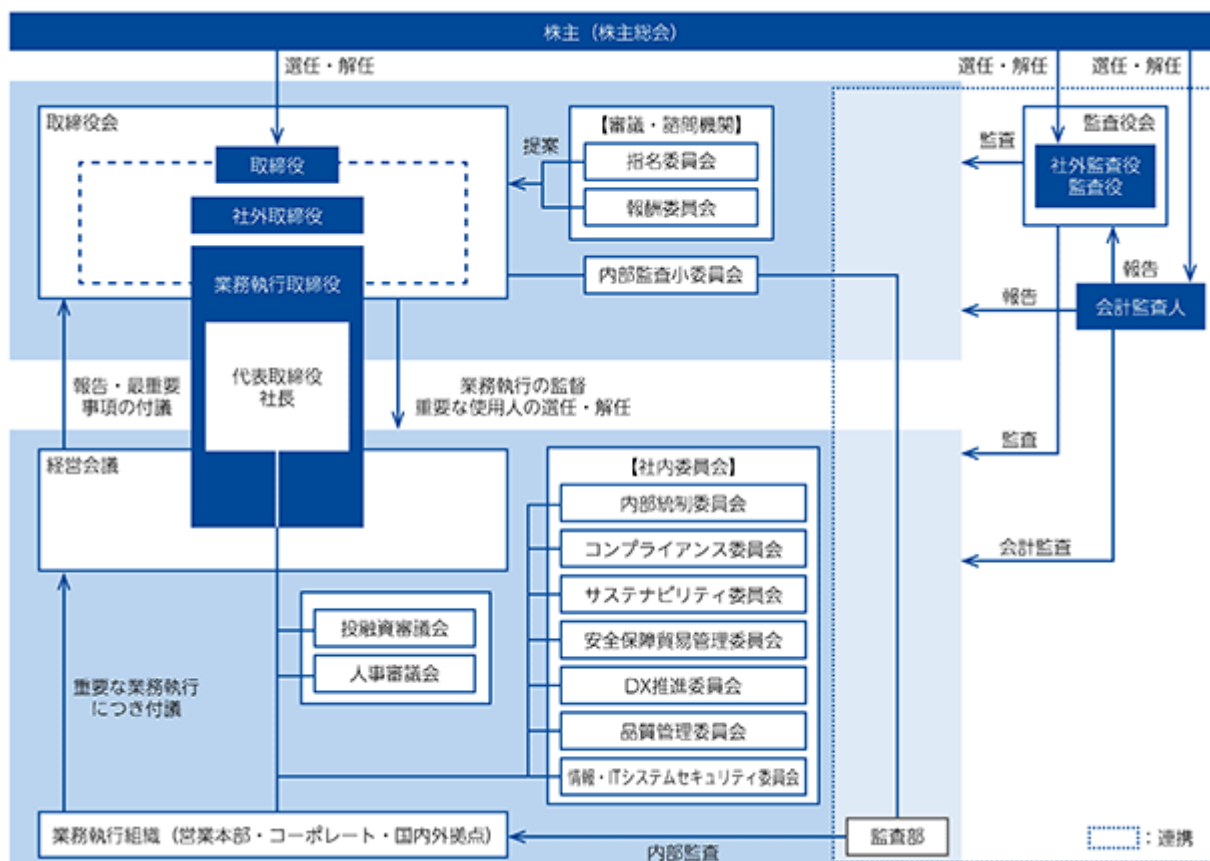 株主（株主総会）
選任・解任
選任・解任
選任・解任
取締役会
取締役
社外取締役
業務執行取締役
代表取締役
社長
提案
【審議・諮問機関】
指名委員会
報酬委員会
内部監査小委員会
監査
監査役会
社外監査役
監査役
報告
報告
会計監査人
報告・最重要
事項の付議
業務執行の監督
重要な使用人の選任・解任
監査
会計監査
経営会議
【社内委員会】
内部統制委員会
コンプライアンス委員会
サステナビリティ委員会
安全保障貿易管理委員会
DX推進委員会
品質管理委員会
情報・ITシステムセキュリティ委員会
投融資審議会
人事審議会
重要な業務執行
につき付議
業務執行組織（営業本部・コーポレート・国内外拠点）
内部監査
監査部
：連携